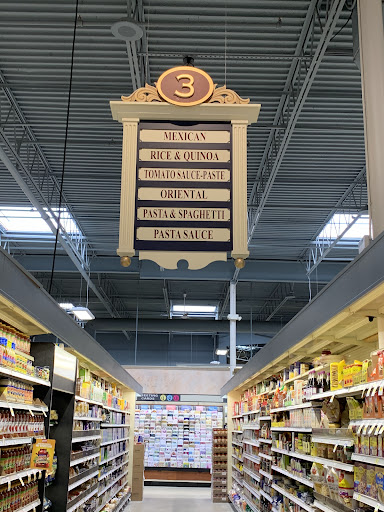 3
MEXICAN
RICE & QUINOA
TOMATO SAUCE-PASTE
ORIENTAL
PASTA & SPAGHETTI
PASTA SAUCE